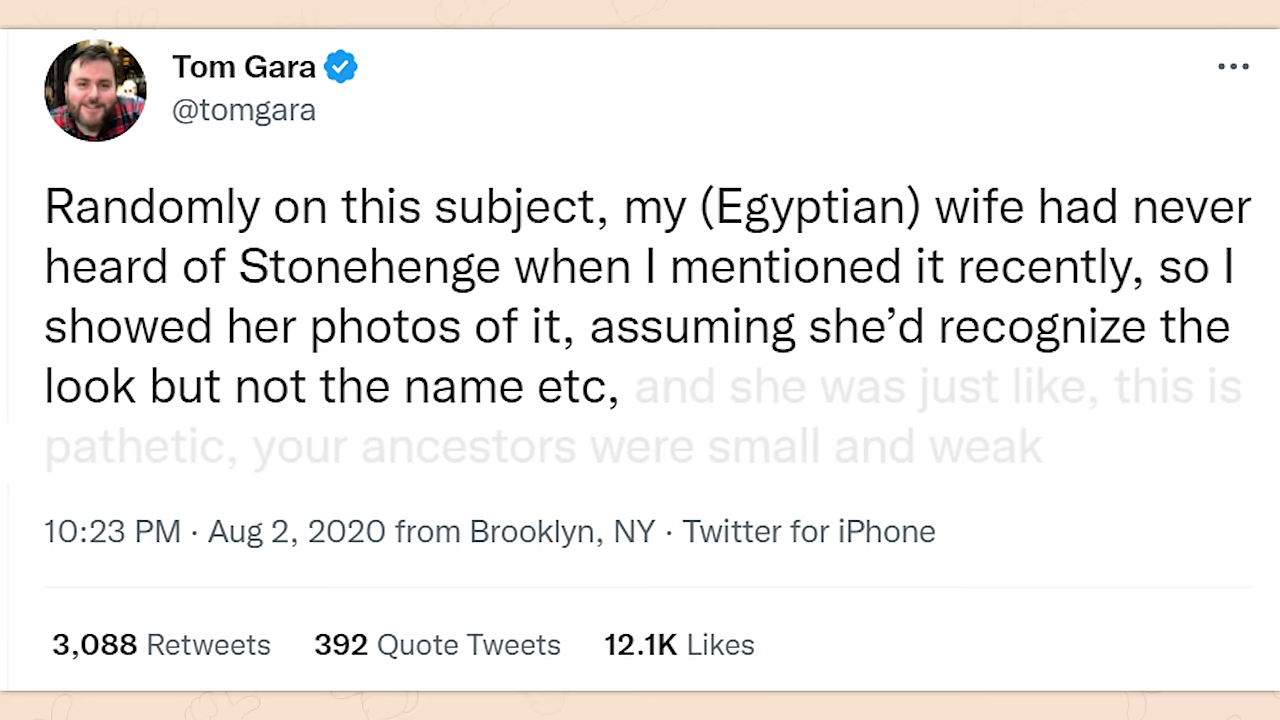 Tom Gara
@tomgara
Randomly on this subject, my (Egyptian) wife had never
heard of Stonehenge when I mentioned it recently, so I
showed her photos of it, assuming she’d recognize the
look but not the name etc, and she was just like, this is
pathetic, your ancestors were small and weak
10:23 PM · Aug 2, 2020 from Brooklyn, NY · Twitter for iPhone
3,088 Retweets 392 Quote Tweets 12.1K Likes